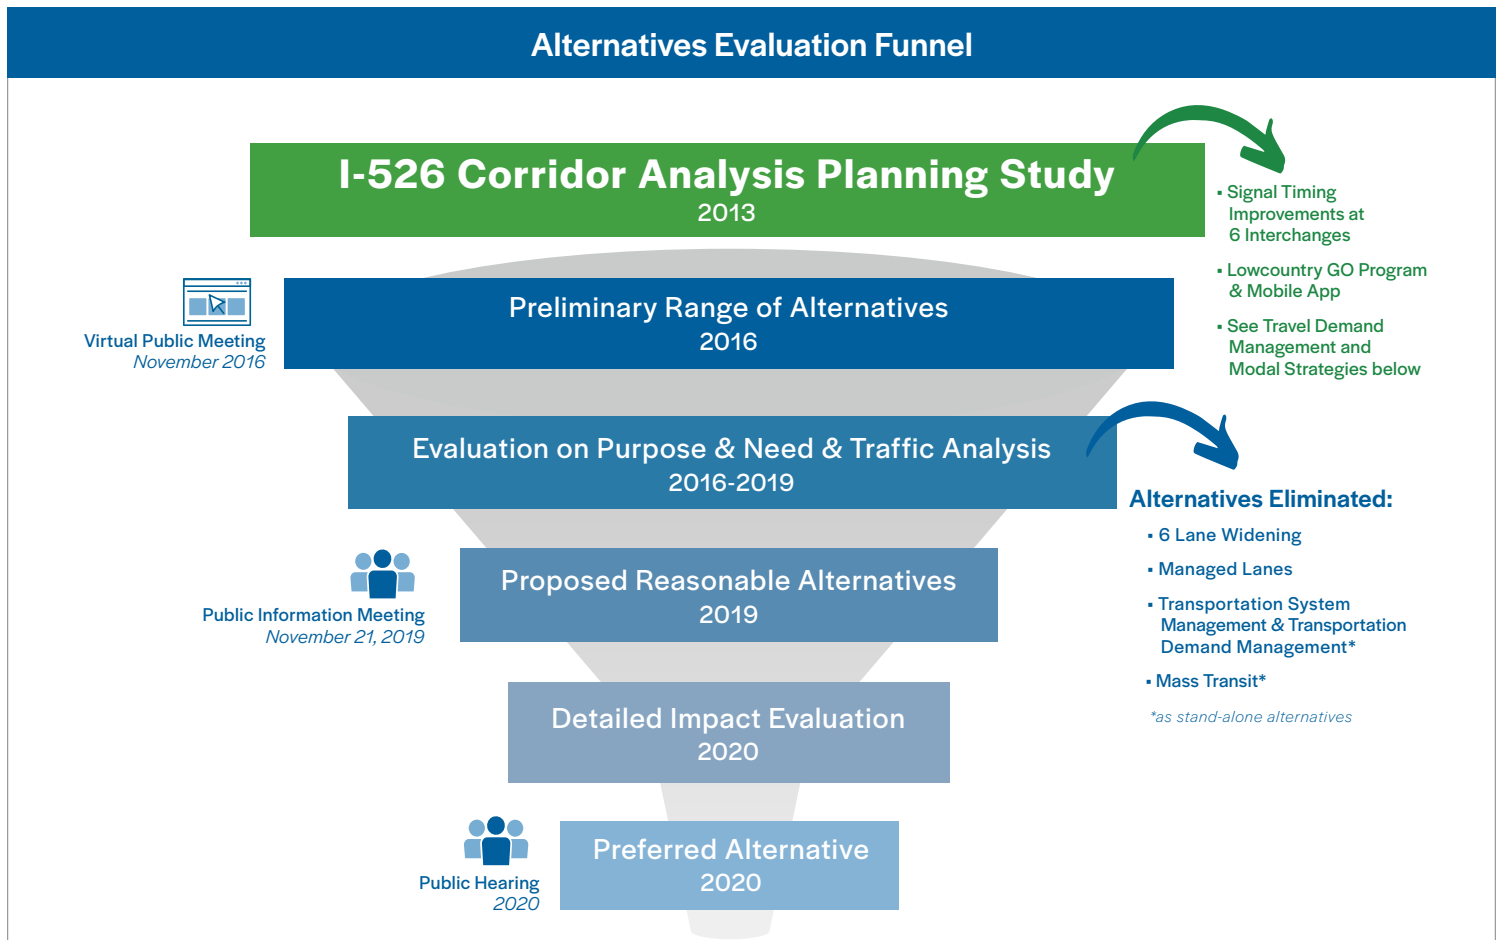 Alternatives Evaluation Funnel
I-526 Corridor Analysis Planning Study
2013
▪ Signal Timing
Improvements at
6 Interchanges
▪ Lowcountry GO Program
& Mobile App
▪ See Travel Demand
Management and
Modal Strategies below
Preliminary Range of Alternatives
2016
Virtual Public Meeting
November 2016
Evaluation on Purpose & Need & Traffic Analysis
2016-2019
Alternatives Eliminated:
▪ 6 Lane Widening
▪ Managed Lanes
▪ Transportation System
Management & Transportation
Demand Management*
▪ Mass Transit*
*as stand-alone alternatives
Proposed Reasonable Alternatives
2019
Public Information Meeting
November 21, 2019
Detailed Impact Evaluation
2020
Preferred Alternative
2020
Public Hearing
2020